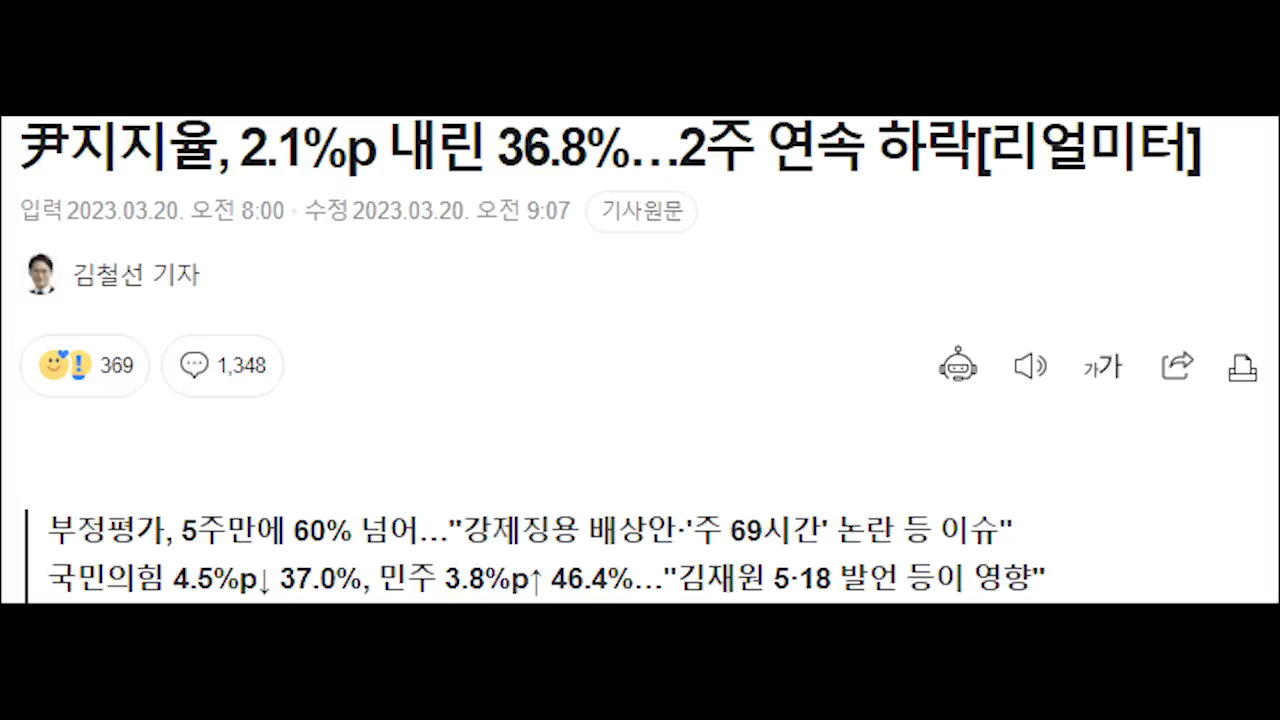 尹지지율, 2.1%p 내린 36.8%…2주 연속 하락[리얼미터]
입력 2023.03.20. 오전 8:00 · 수정 2023.03.20. 오전 9:07 기사원문
김철선 기자
369 1,348 가가
부정평가, 5주만에 60% 넘어…"강제징용 배상안·'주 69시간' 논란 등 이슈"
국민의힘 4.5%p↓ 37.0%, 민주 3.8%p↑ 46.4%…"김재원 5·18 발언 등이 영향"